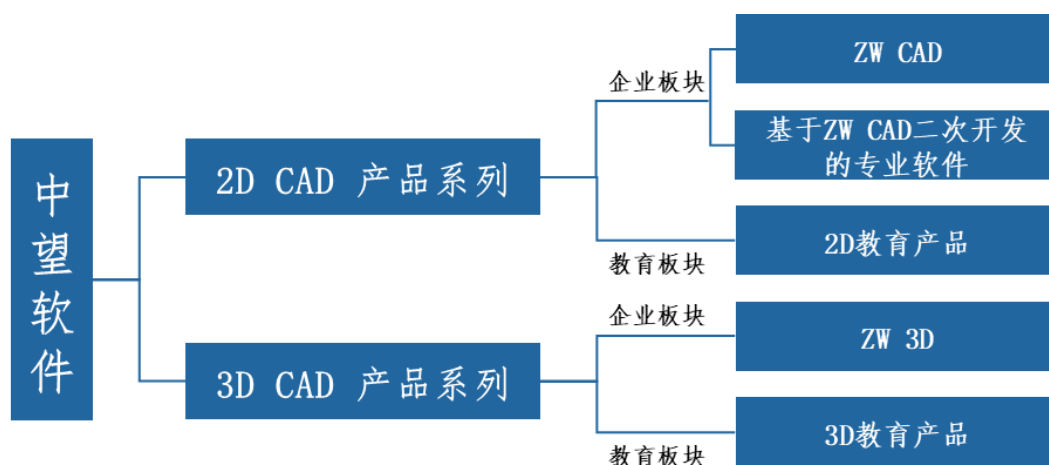 中望软件
2D CAD 产品系列
企业板块
ZW CAD
基于ZW CAD二次开发
的专业软件
教育板块
2D教育产品
3D CAD 产品系列
企业板块
ZW 3D
教育板块
3D教育产品